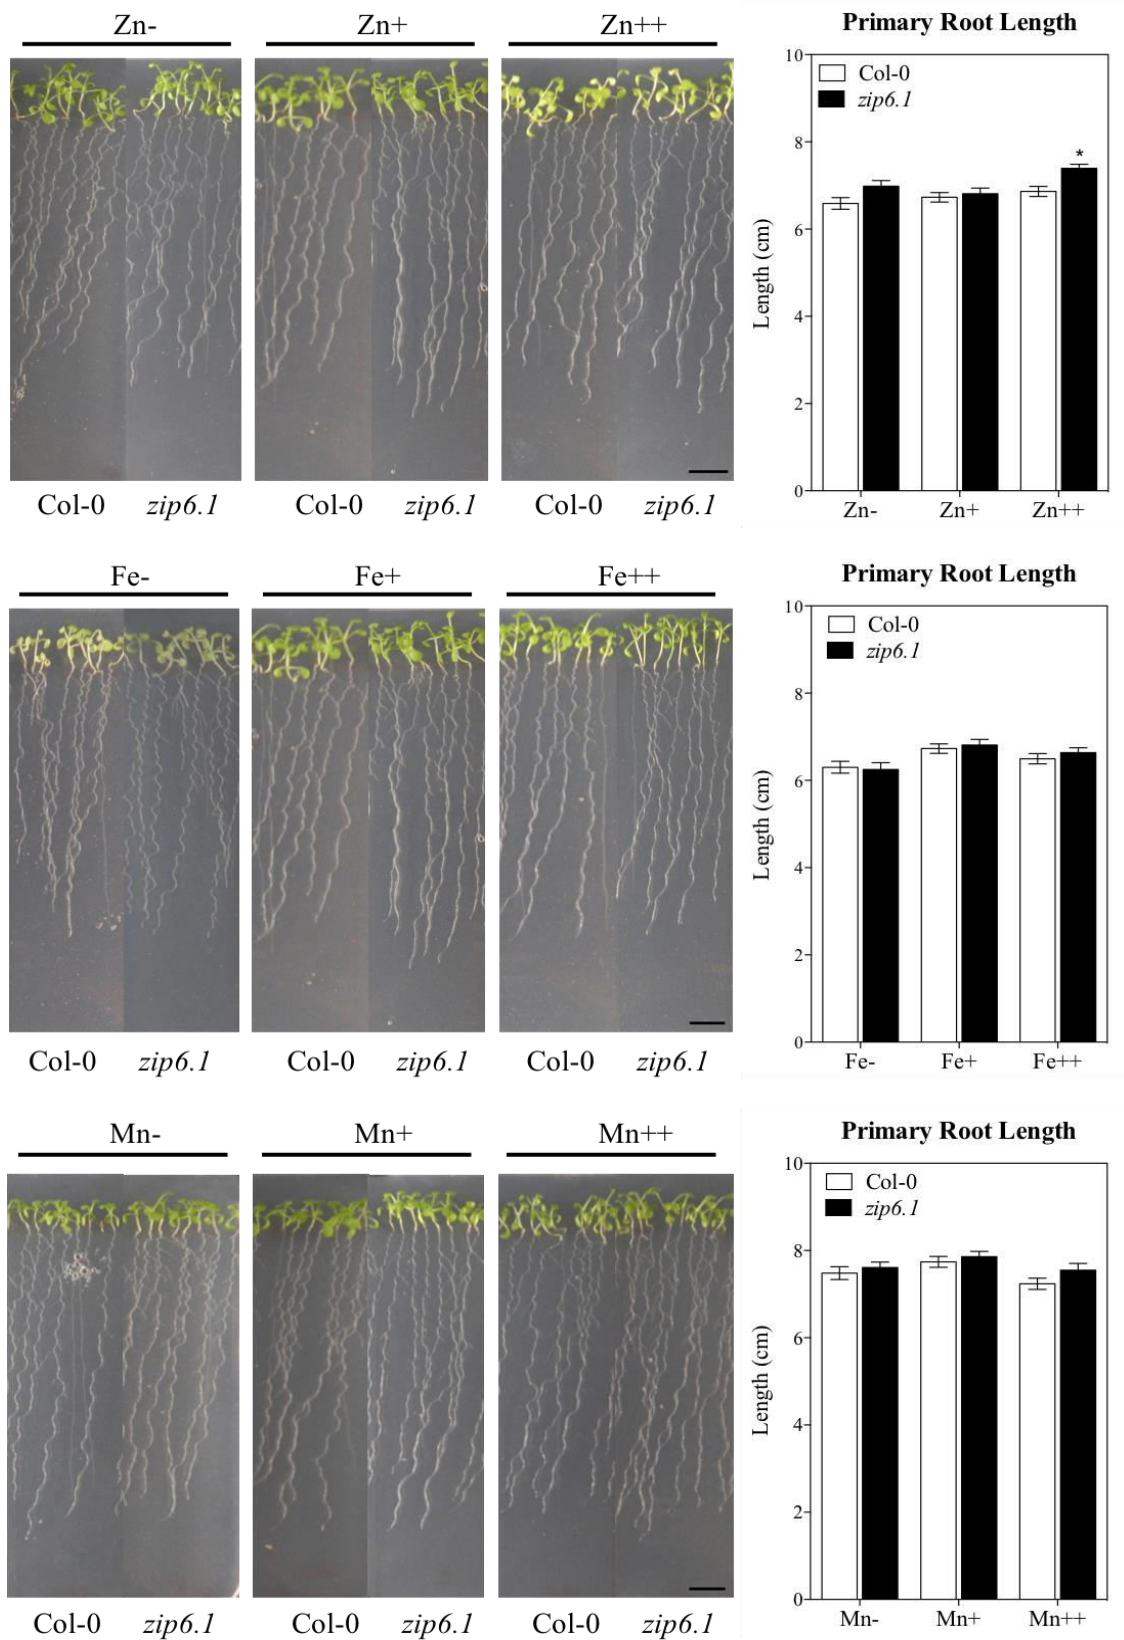 Zn- Zn+ Zn++
Col-0 zip6.1 Col-0 zip6.1 Col-0 zip6.1
Primary Root Length
Col-0
zip6.1
Length (cm)
10
8
6
4
2
0
*
Zn- Zn+ Zn++
Fe- Fe+ Fe++
Col-0 zip6.1 Col-0 zip6.1 Col-0 zip6.1
Primary Root Length
Col-0
zip6.1
Length (cm)
10
8
6
4
2
0
Fe- Fe+ Fe++
Mn- Mn+ Mn++
Col-0 zip6.1 Col-0 zip6.1 Col-0 zip6.1
Primary Root Length
Col-0
zip6.1
Length (cm)
10
8
6
4
2
0
Mn- Mn+ Mn++